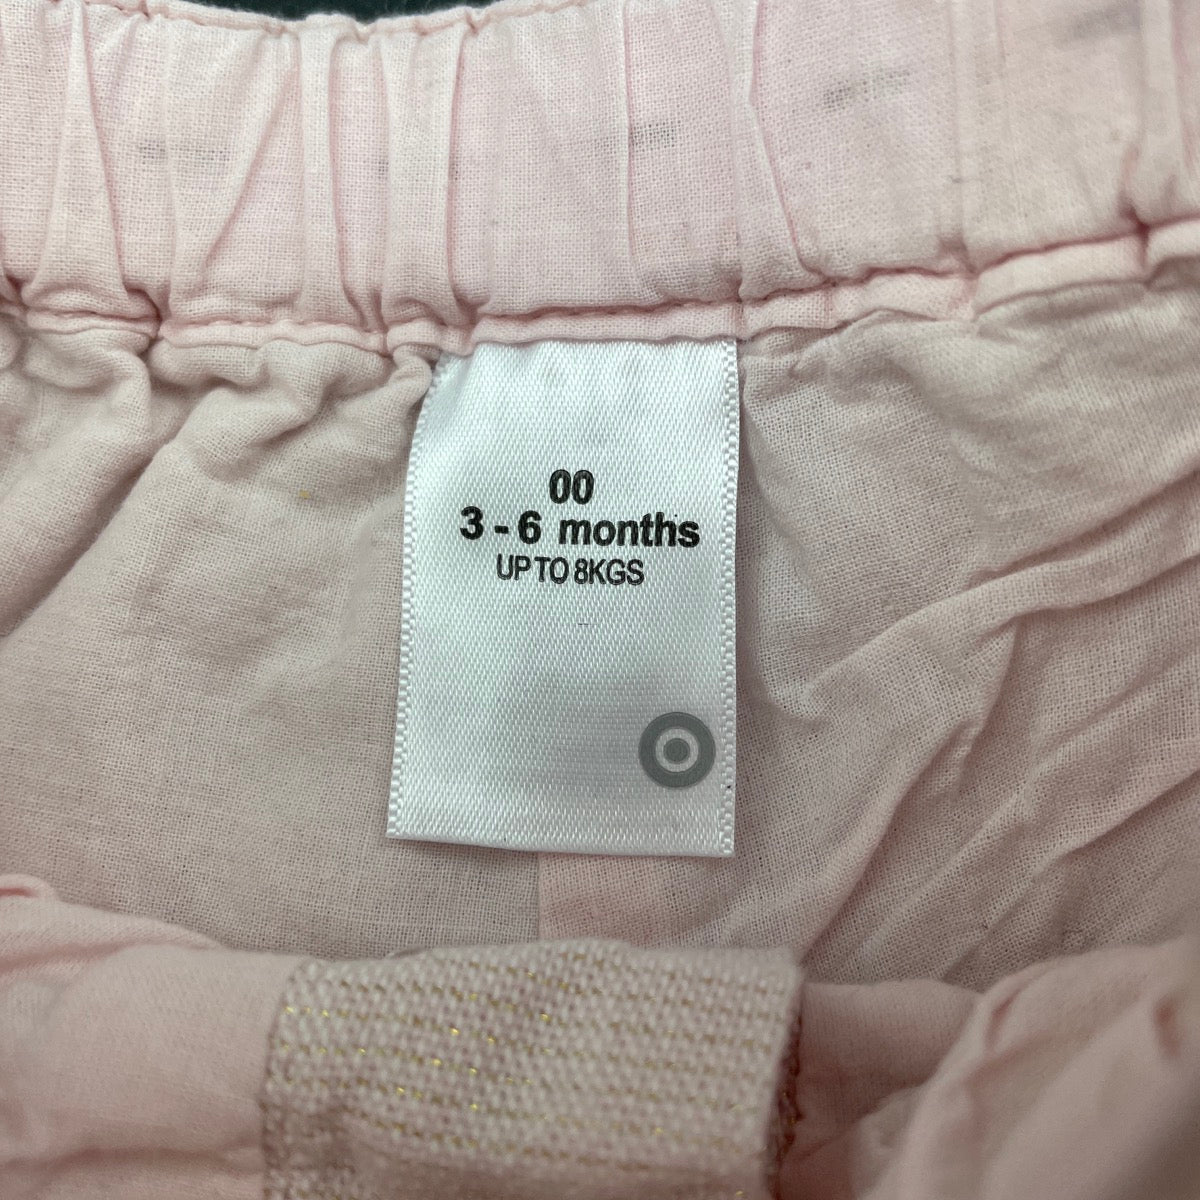 00
3 - 6 months
UP TO 8KGS